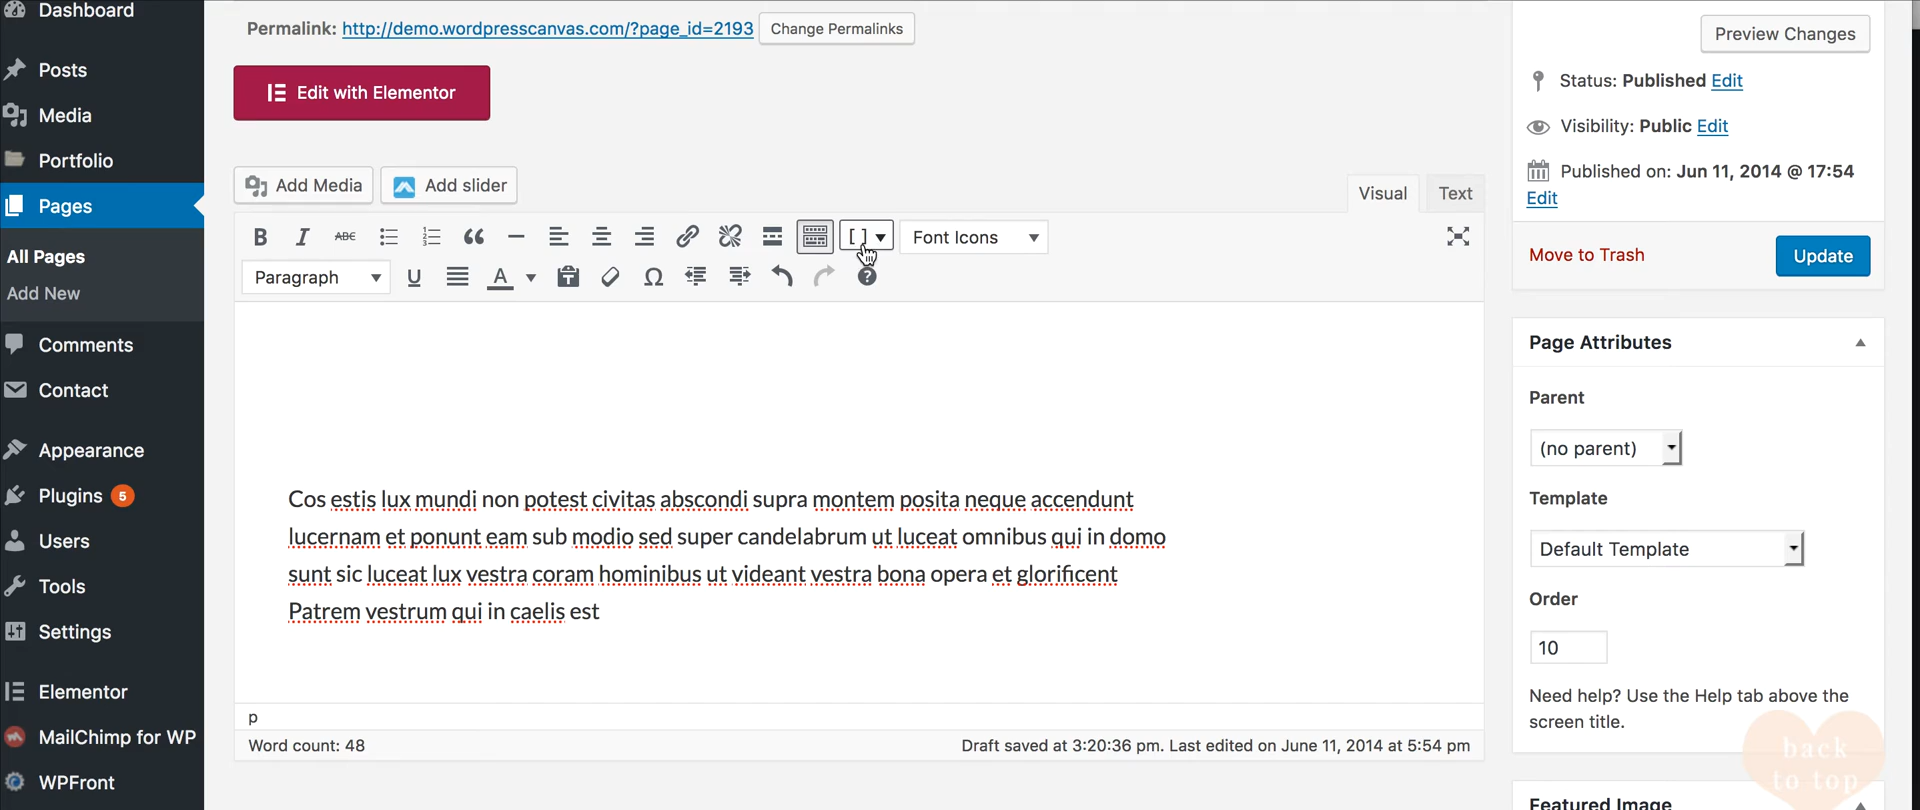 Dashboard
Posts
Media
Portfolio
Pages
All Pages
Add New
Comments
Contact
Appearance
Plugins 5
Users
Tools
Settings
Elementor
MailChimp for WP
WPFront
Permalink: http://demo.wordpresscanvas.com/?page_id=2193 Change Permalinks
Edit with Elementor
Add Media Add slider
Visual Text
B I ABC [ ] Font Icons
Paragraph U A Ω ?
Cos estis lux mundi non potest civitas abscondi supra montem posita neque accendunt
lucernam et ponunt eam sub modio sed super candelabrum ut luceat omnibus qui in domo
sunt sic luceat lux vestra coram hominibus ut videant vestra bona opera et glorificent
Patrem vestrum qui in caelis est
p
Word count: 48
Draft saved at 3:20:36 pm. Last edited on June 11, 2014 at 5:54 pm
Preview Changes
Status: Published Edit
Visibility: Public Edit
Published on: Jun 11, 2014 @ 17:54
Edit
Move to Trash Update
Page Attributes
Parent
(no parent)
Template
Default Template
Order
10
Need help? Use the Help tab above the
screen title.
back
to top
Featured Image